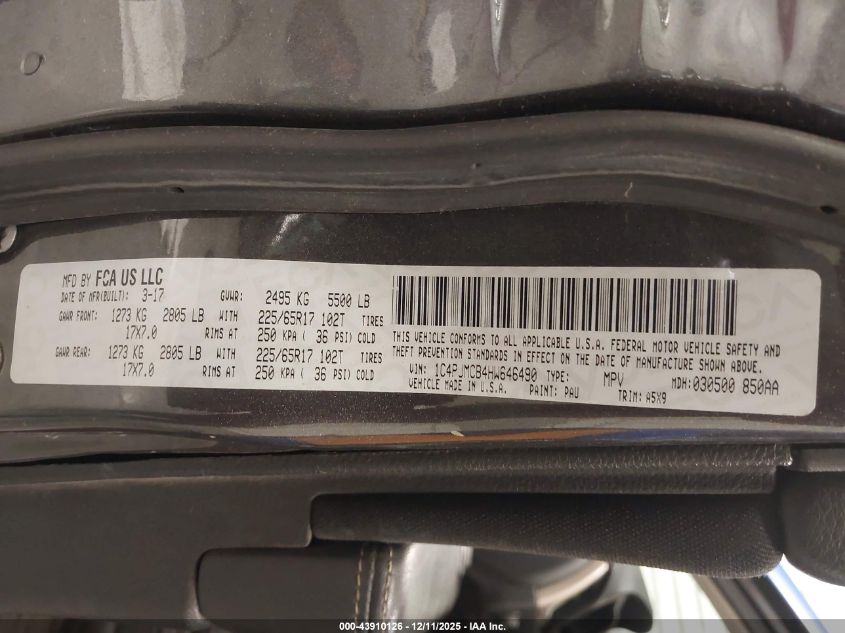 MFD BY FCA US LLC
DATE OF MFR(BUILT): 3-17 GVWR: 2495 KG 5500 LB
GAWR FRONT: 1273 KG 2805 LB WITH 225/65R17 102T TIRES
17X7.0 RIMS AT 250 KPA ( 36 PSI) COLD
GAWR REAR: 1273 KG 2805 LB WITH 225/65R17 102T TIRES
17X7.0 RIMS AT 250 KPA ( 36 PSI) COLD
THIS VEHICLE CONFORMS TO ALL APPLICABLE U.S.A. FEDERAL MOTOR VEHICLE SAFETY AND
THEFT PREVENTION STANDARDS IN EFFECT ON THE DATE OF MANUFACTURE SHOWN ABOVE.
VIN: 1C4PJMCB4HW646490 TYPE: MPV MDH: 030500 850AA
VEHICLE MADE IN U.S.A. PAINT: PAU TRIM: A5X9
000-43910126 - 12/11/2025 - IAA Inc.